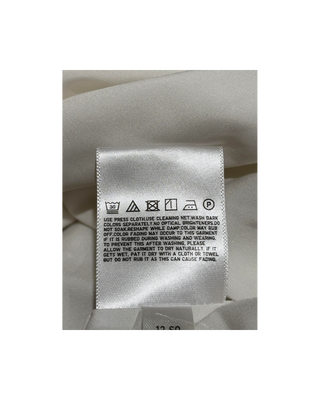 30 P
USE PRESS CLOTH.USE CLEANING NET.WASH DARK
COLORS SEPARATELY.NO OPTICAL BRIGHTENERS.DO
NOT SOAK.RESHAPE WHILE DAMP.COLOR MAY RUB
OFF.COLOR FADING MAY OCCUR TO THIS GARMENT
IF IT IS RUBBED DURING WASHING AND WEARING.
TO PREVENT THIS AFTER WASHING, PLEASE
ALLOW THE GARMENT TO DRY NATURALLY. IF IT
GETS WET, PAT IT DRY WITH A CLOTH OR TOWEL
BUT DO NOT RUB IT AS THIS CAN CAUSE FADING.